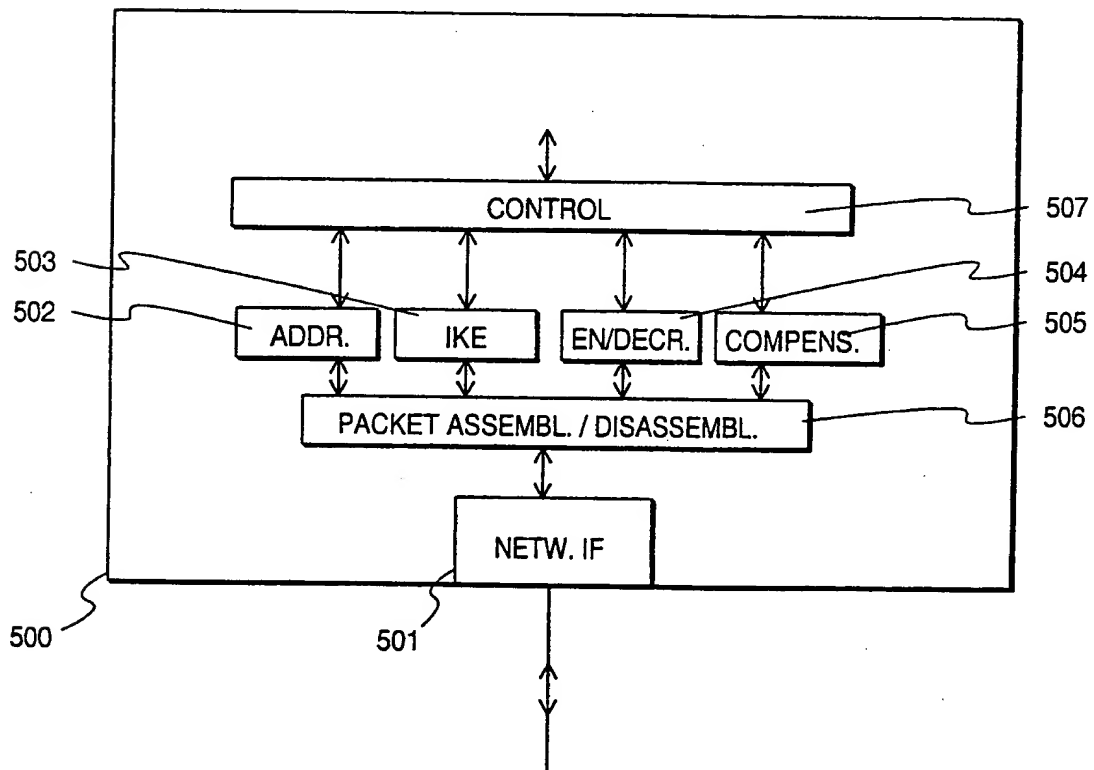 CONTROL
507
503
504
502
ADDR.
IKE
EN/DECR.
COMPENS.
505
PACKET ASSEMBL. / DISASSEMBL.
506
NETW. IF
500
501